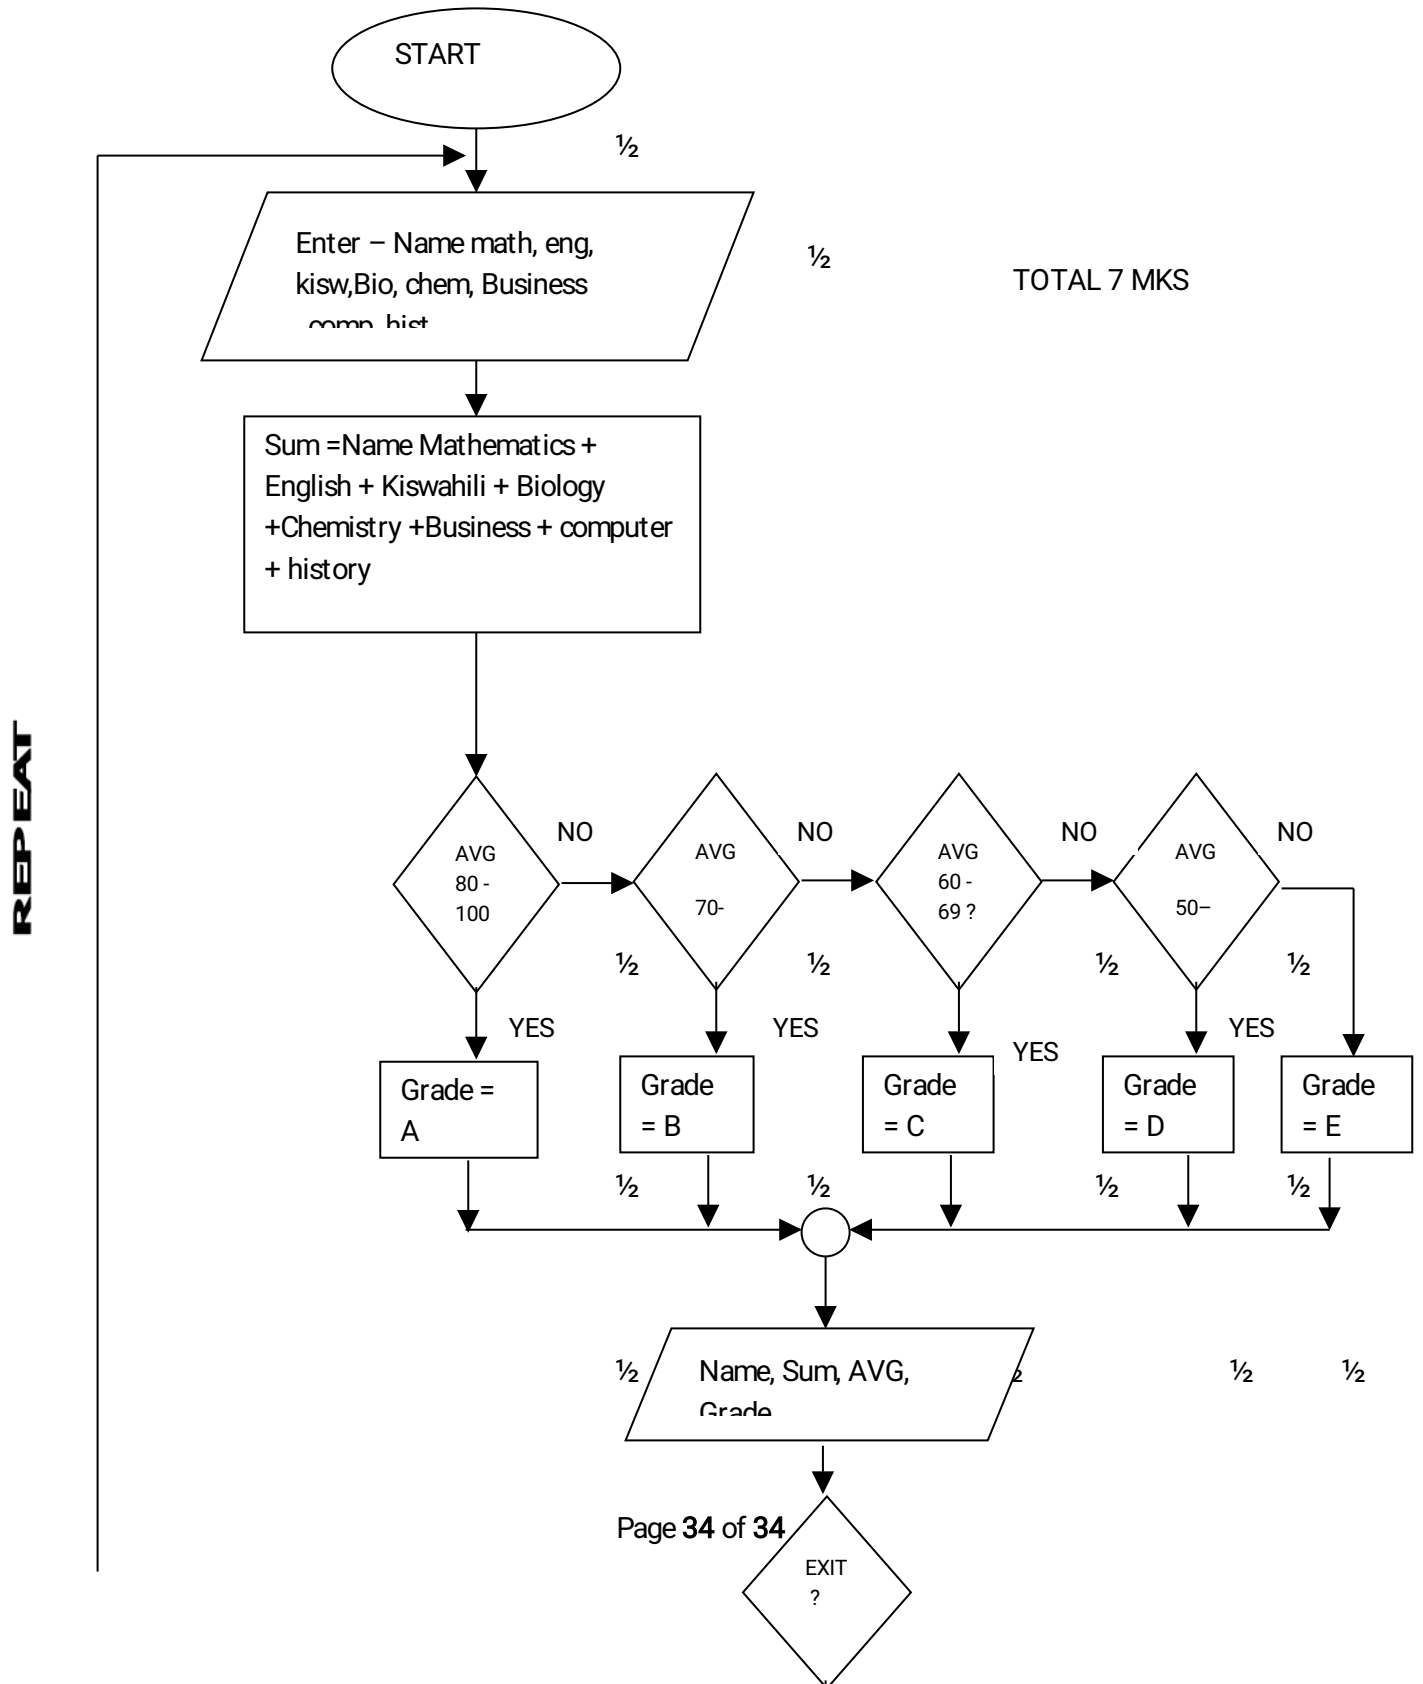 START
½
Enter – Name math, eng,
kisw,Bio, chem, Business
comp, hist
½
TOTAL 7 MKS
Sum =Name Mathematics +
English + Kiswahili + Biology
+Chemistry +Business + computer
+ history
REPEAT
NO
NO
NO
NO
AVG
80 -
100
AVG
70-
AVG
60 -
69 ?
AVG
50–
½
½
½
½
YES
YES
YES
YES
Grade =
A
Grade
= B
Grade
= C
Grade
= D
Grade
= E
½
½
½
½
½
Name, Sum, AVG,
Grade
½
½
Page 34 of 34
EXIT
?